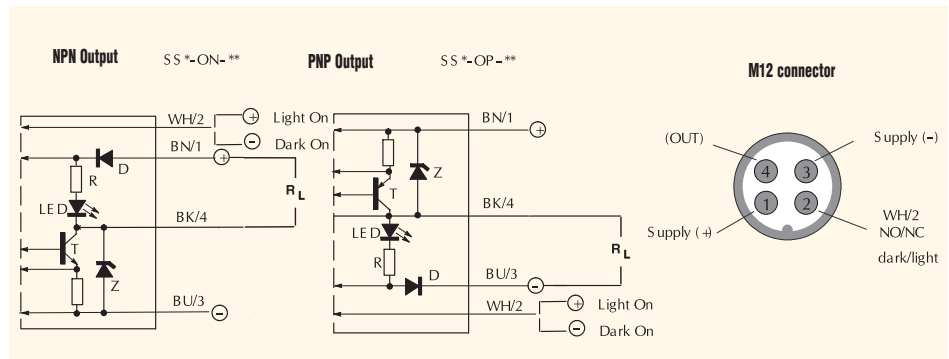 NPN Output
SS*-ON-**
PNP Output
SS*-OP-**
M12 connector
WH/2
+
Light On
-
Dark On
BN/1
+
D
R
LED
BK/4
T
Z
BU/3
-
RL
BN/1
+
Z
T
BK/4
LED
R
D
BU/3
-
RL
WH/2
+
Light On
-
Dark On
(OUT)
Supply (-)
4
3
1
2
Supply (+)
WH/2
NO/NC
dark/light